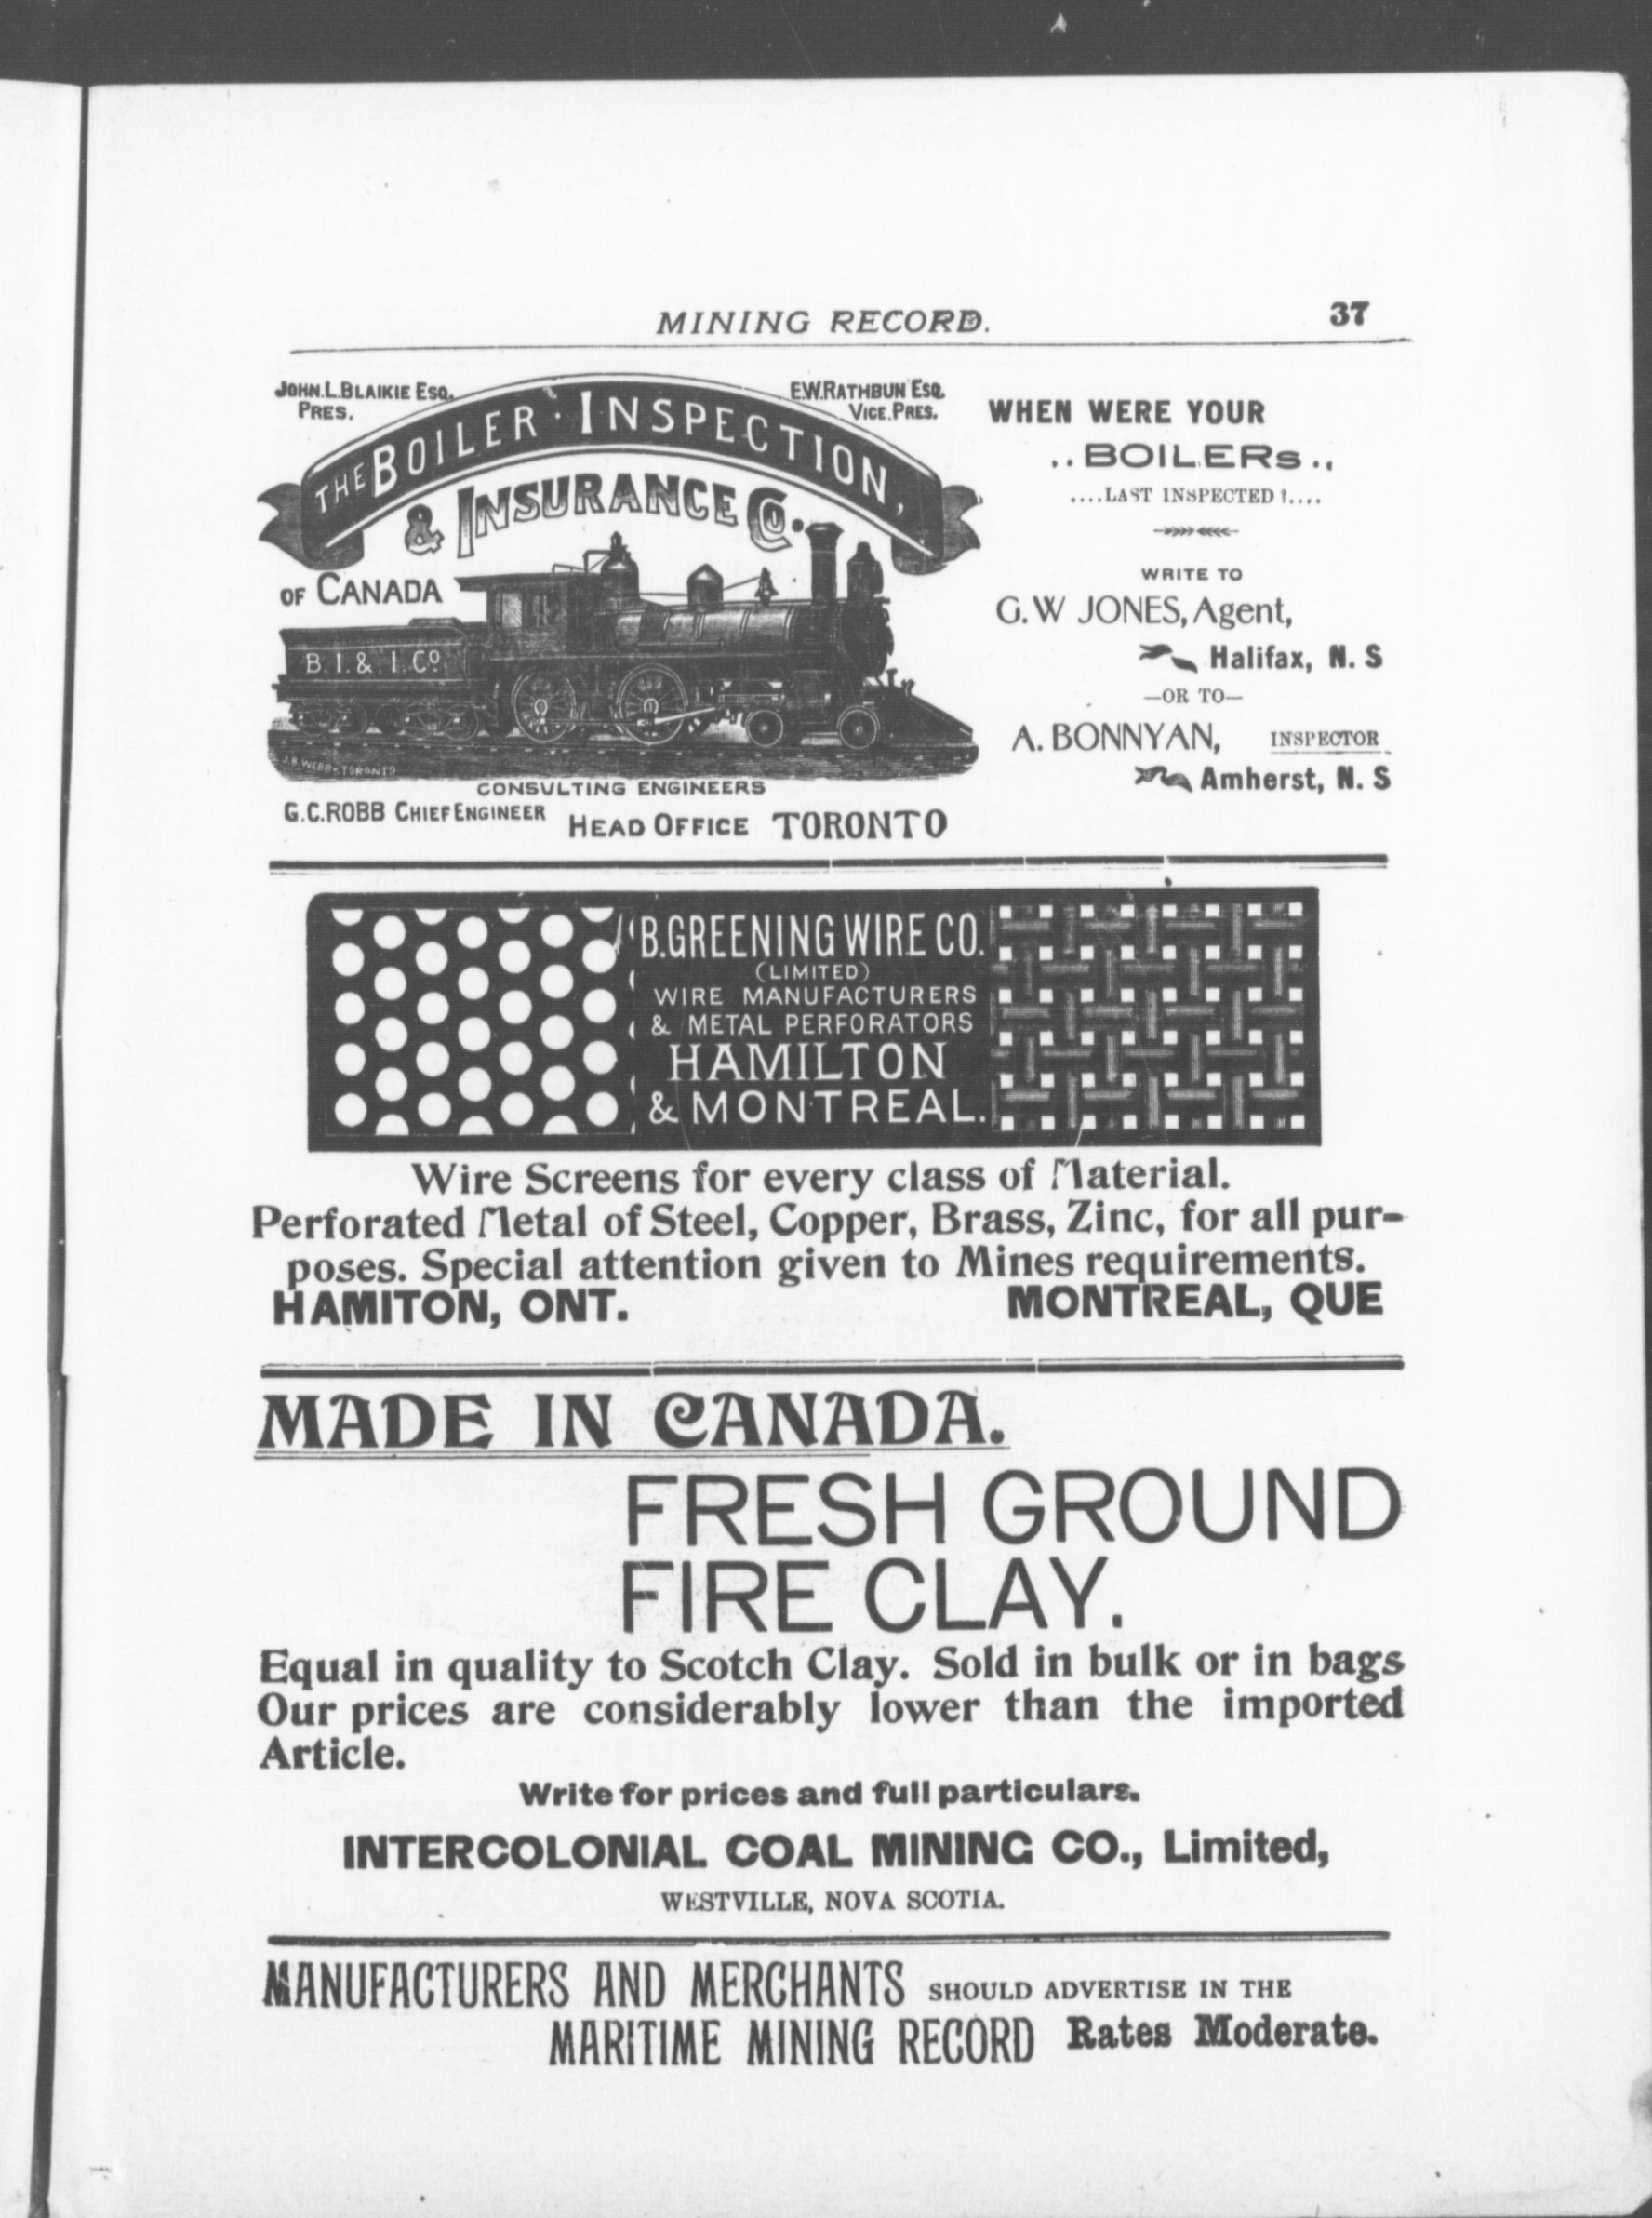 MINING RECORD.
37
JOHN.L.BLAIKIE ESQ.
PRES.
E.W.RATHBUN ESQ.
VICE.PRES.
THE BOILER INSPECTION,
& INSURANCE CO.
OF CANADA
B. I. & I. CO
J.B WEBB-TORONTO
CONSULTING ENGINEERS
G.C.ROBB CHIEF ENGINEER
HEAD OFFICE TORONTO
WHEN WERE YOUR
..BOILERS..
....LAST INSPECTED ?....
WRITE TO
G.W JONES, Agent,
Halifax, N. S
—OR TO—
A. BONNYAN, INSPECTOR
Amherst, N. S
B.GREENING WIRE CO.
(LIMITED)
WIRE MANUFACTURERS
& METAL PERFORATORS
HAMILTON
& MONTREAL.
Wire Screens for every class of Material.
Perforated Metal of Steel, Copper, Brass, Zinc, for all pur-
poses. Special attention given to Mines requirements.
HAMITON, ONT. MONTREAL, QUE
MADE IN CANADA.
FRESH GROUND
FIRE CLAY.
Equal in quality to Scotch Clay. Sold in bulk or in bags
Our prices are considerably lower than the imported
Article.
Write for prices and full particulars.
INTERCOLONIAL COAL MINING CO., Limited,
WESTVILLE, NOVA SCOTIA.
MANUFACTURERS AND MERCHANTS SHOULD ADVERTISE IN THE
MARITIME MINING RECORD Rates Moderate.